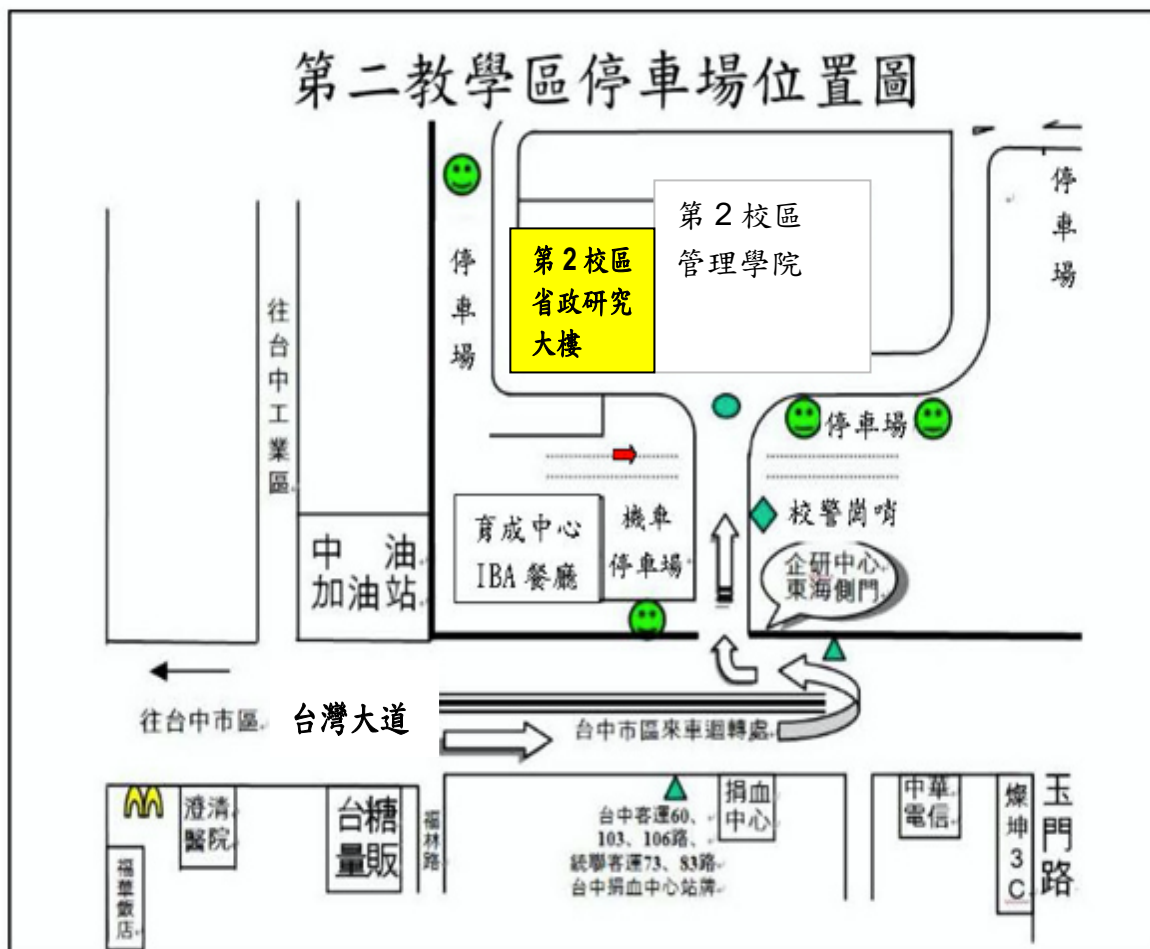 第二教學區停車場位置圖
停車場
停車場
第2校區
省政研究
大樓
第2校區
管理學院
往台中工業區
停車場
校警崗哨
育成中心
IBA餐廳
機車
停車場
企研中心
東海側門
中油
加油站
往台中市區
台灣大道
台中市區來車迴轉處
澄清
醫院
福華飯店
台糖
量販
福林路
台中客運60、
103、106路、
統聯客運73、83路
台中捐血中心站牌
捐血
中心
中華
電信
燦坤3C
玉門路